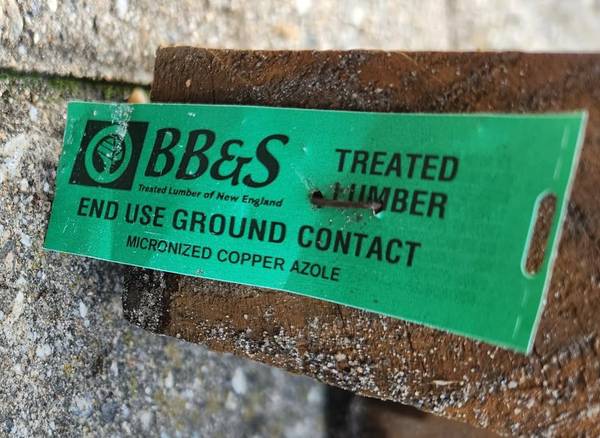 BB&S
Treated Lumber of New England
TREATED
LUMBER
END USE GROUND CONTACT
MICRONIZED COPPER AZOLE